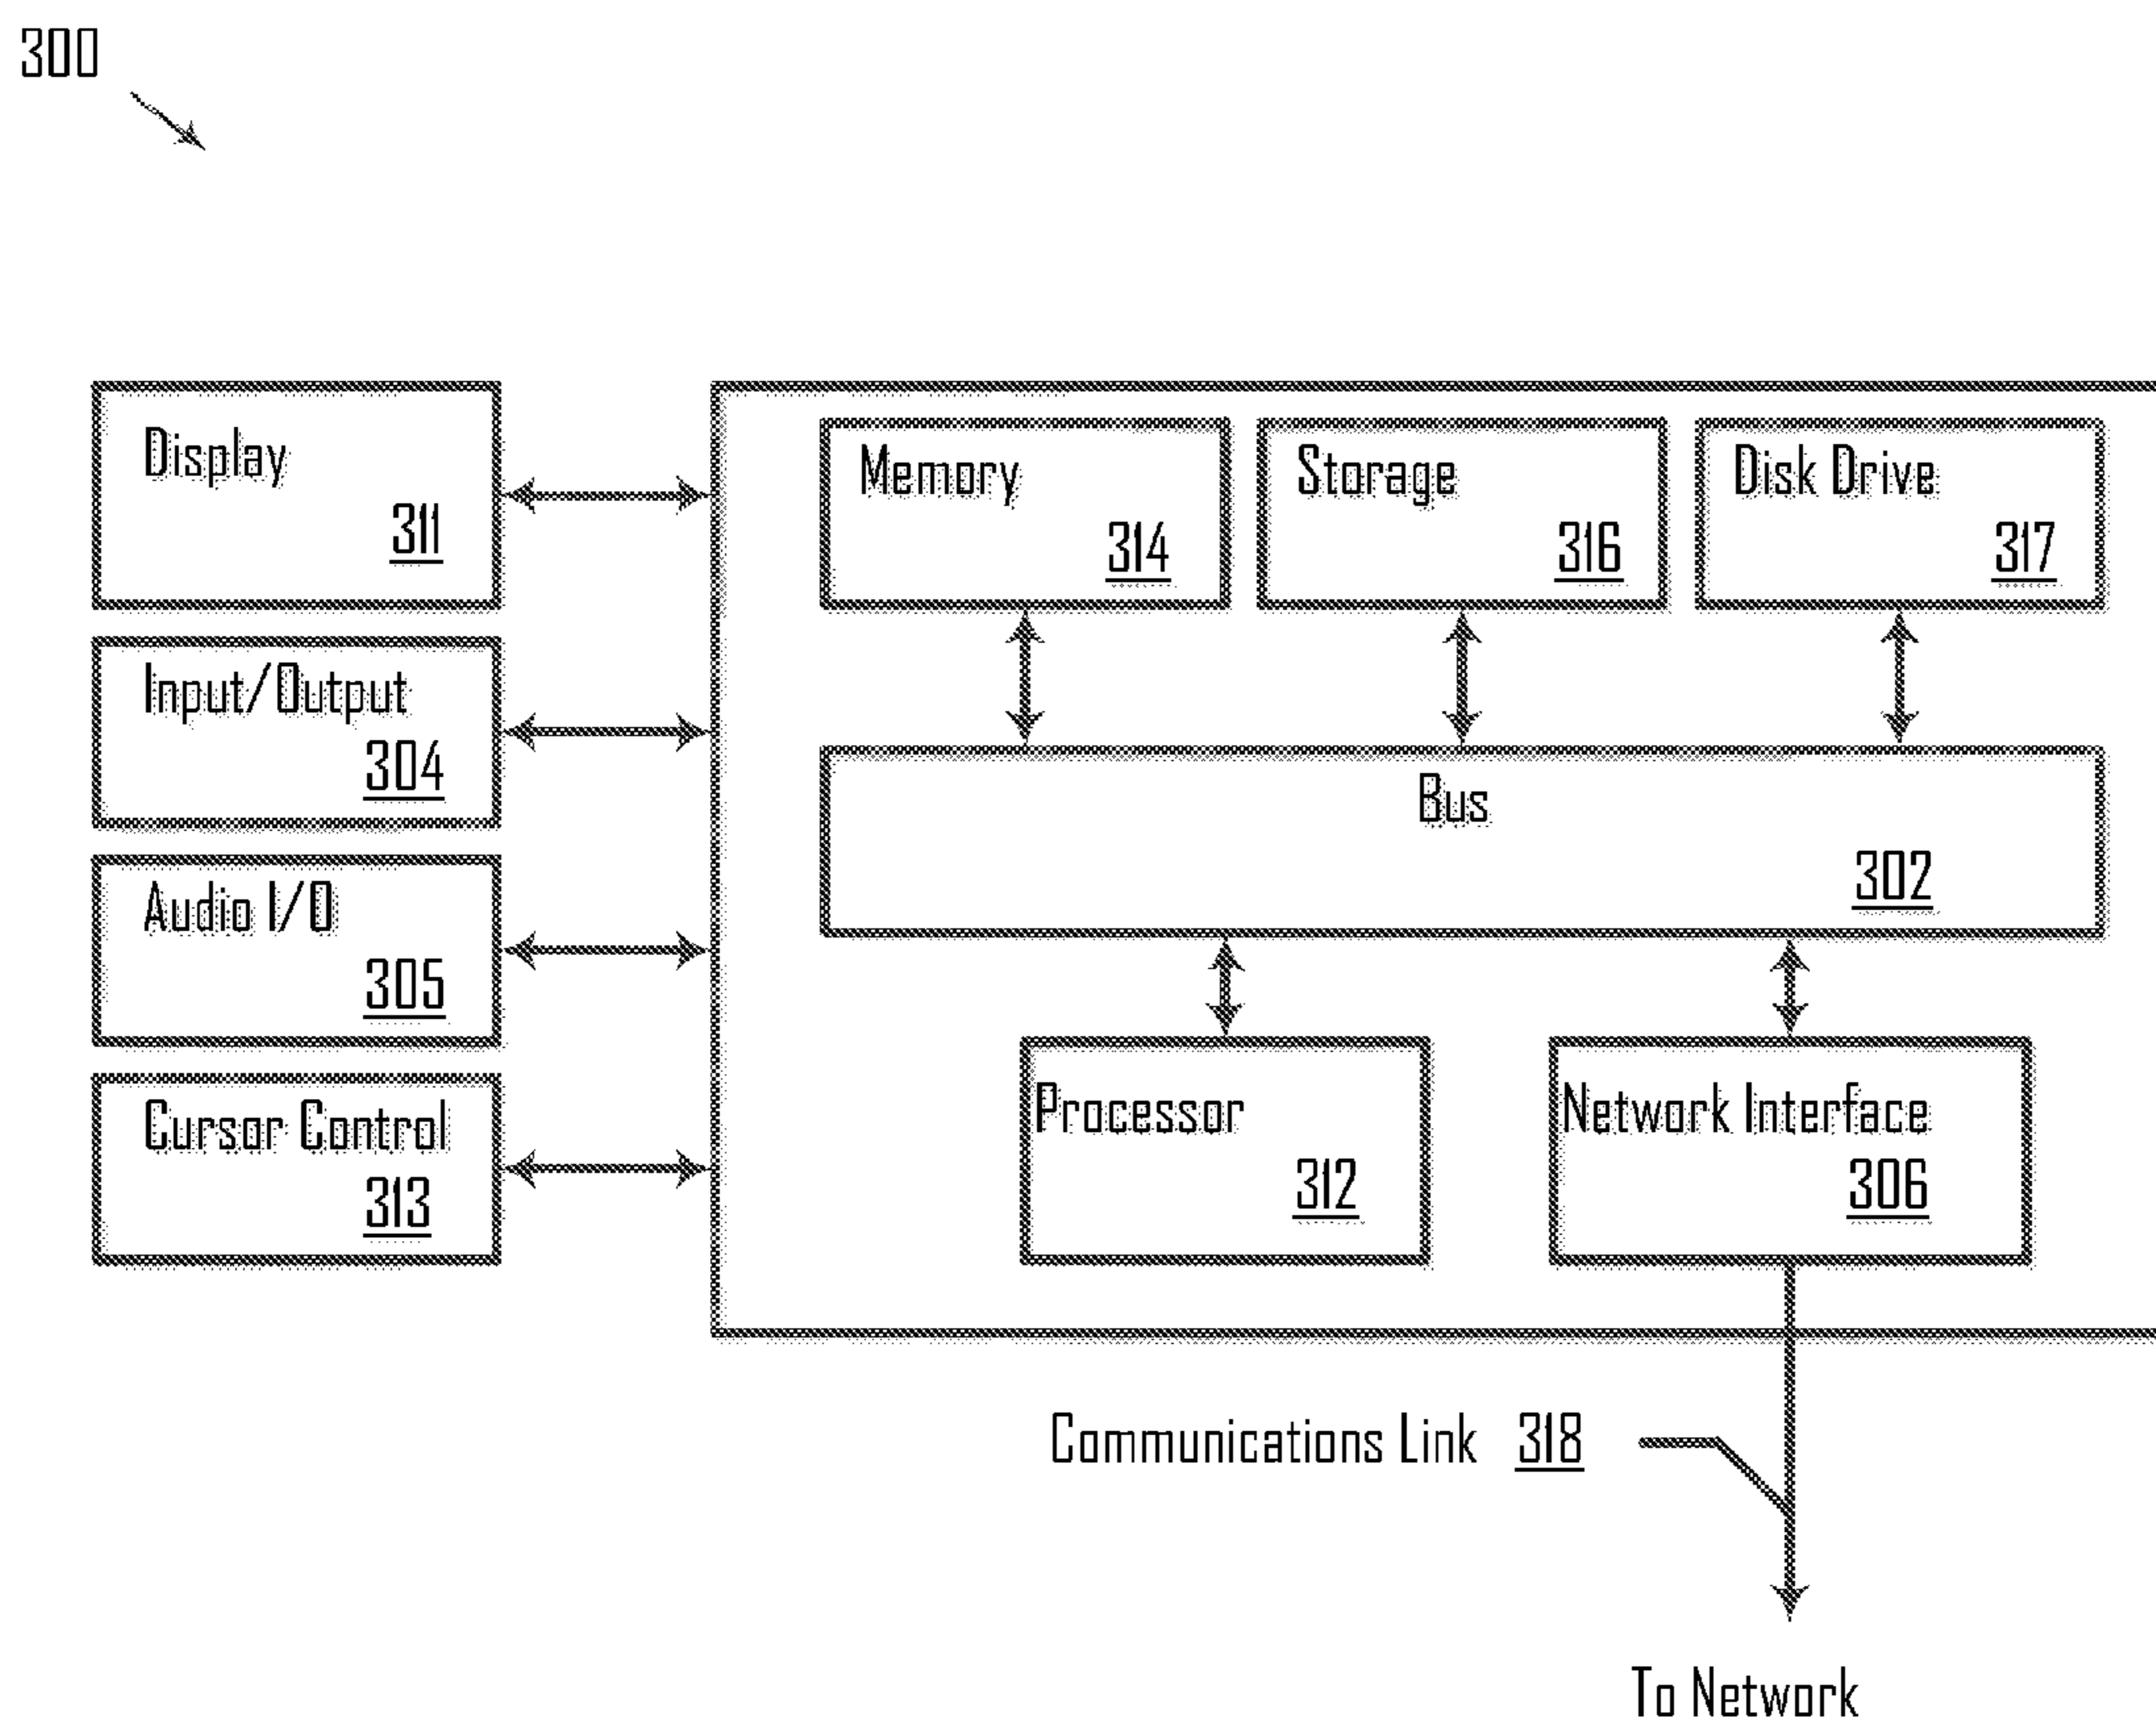 300
Display
311
Input/Output
304
Audio I/O
305
Cursor Control
313
Memory
314
Storage
316
Disk Drive
317
Bus
302
Processor
312
Network Interface
306
Communications Link 318
To Network